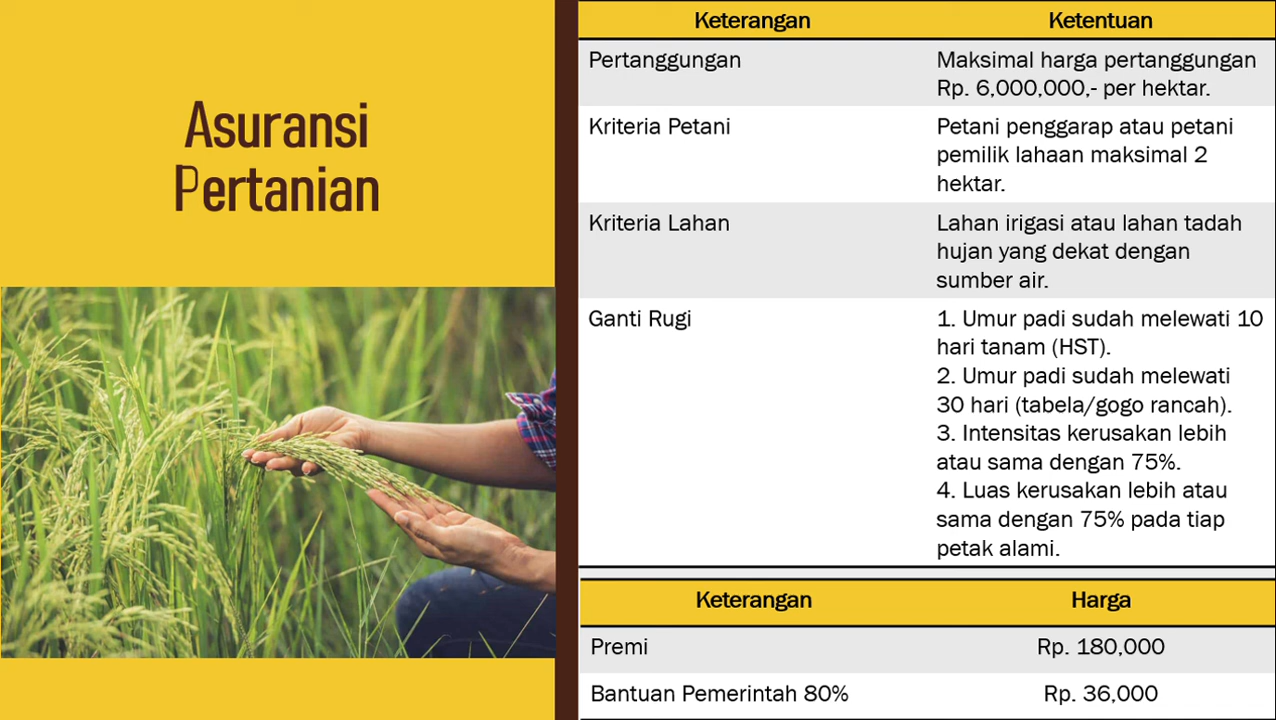 Asuransi
Pertanian
Keterangan Ketentuan
Pertanggungan Maksimal harga pertanggungan
Rp. 6,000,000,- per hektar.
Kriteria Petani Petani penggarap atau petani
pemilik lahaan maksimal 2
hektar.
Kriteria Lahan Lahan irigasi atau lahan tadah
hujan yang dekat dengan
sumber air.
Ganti Rugi 1. Umur padi sudah melewati 10
hari tanam (HST).
2. Umur padi sudah melewati
30 hari (tabela/gogo rancah).
3. Intensitas kerusakan lebih
atau sama dengan 75%.
4. Luas kerusakan lebih atau
sama dengan 75% pada tiap
petak alami.
Keterangan Harga
Premi Rp. 180,000
Bantuan Pemerintah 80% Rp. 36,000